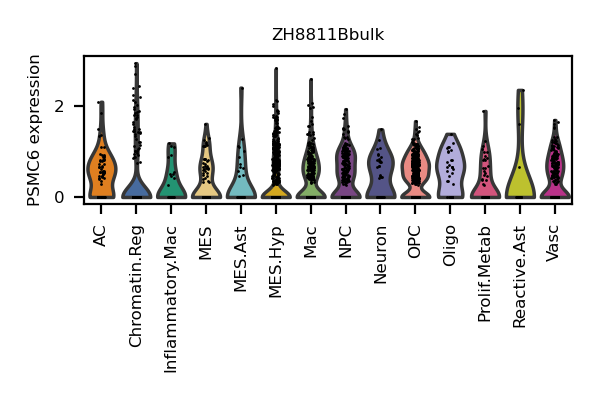 ZH8811Bbulk
PSMC6 expression
2
0
AC
Chromatin.Reg
Inflammatory.Mac
MES
MES.Ast
MES.Hyp
Mac
NPC
Neuron
OPC
Oligo
Prolif.Metab
Reactive.Ast
Vasc